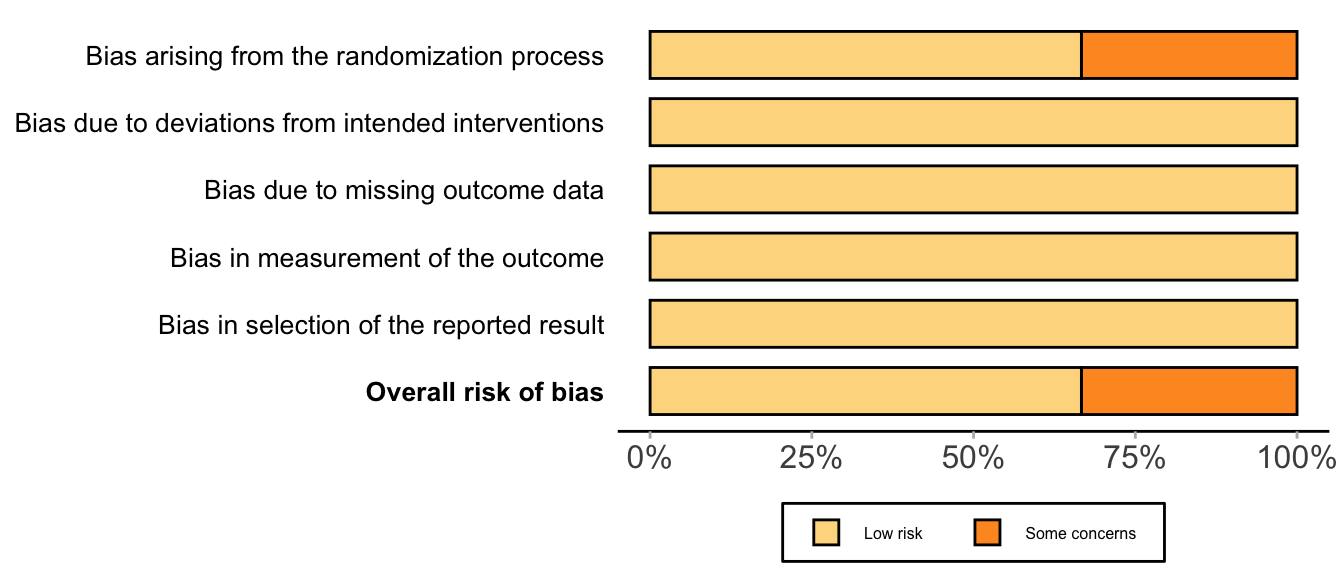 Bias arising from the randomization process
Bias due to deviations from intended interventions
Bias due to missing outcome data
Bias in measurement of the outcome
Bias in selection of the reported result
Overall risk of bias
0% 25% 50% 75% 100%
Low risk Some concerns